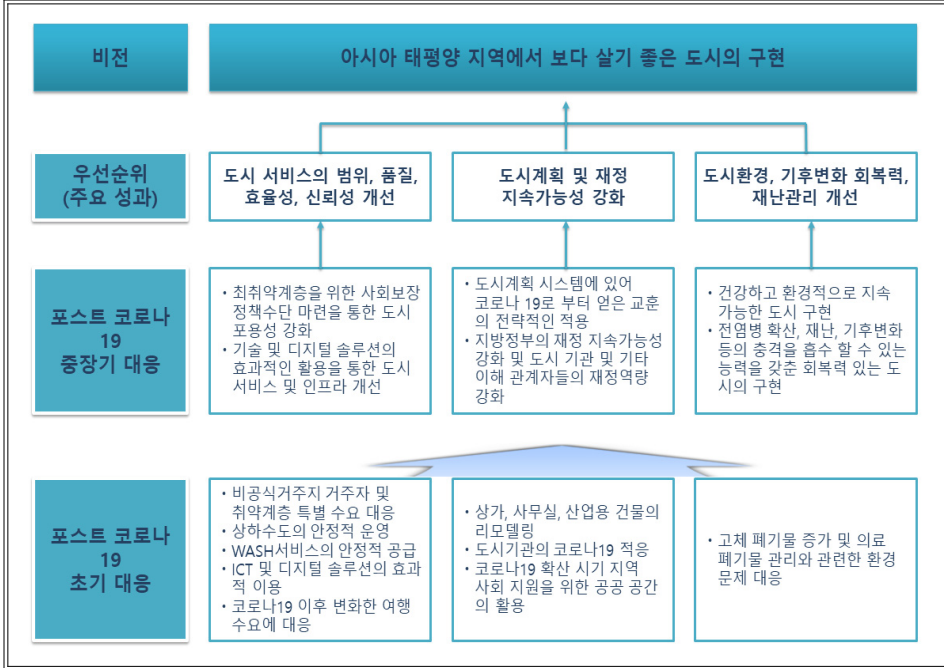 비전
아시아 태평양 지역에서 보다 살기 좋은 도시의 구현
우선순위
(주요 성과)
도시 서비스의 범위, 품질,
효율성, 신뢰성 개선
도시계획 및 재정
지속가능성 강화
도시환경, 기후변화 회복력,
재난관리 개선
포스트 코로나
19
중장기 대응
• 최취약계층을 위한 사회보장
정책수단 마련을 통한 도시
포용성 강화
• 기술 및 디지털 솔루션의
효과적인 활용을 통한 도시
서비스 및 인프라 개선
• 도시계획 시스템에 있어
코로나 19로 부터 얻은 교훈
의 전략적인 적용
• 지방정부의 재정 지속가능성
강화 및 도시 기관 및 기타
이해 관계자들의 재정역량
강화
• 건강하고 환경적으로 지속
가능한 도시 구현
• 전염병 확산, 재난, 기후변화
등의 충격을 흡수 할 수 있는
능력을 갖춘 회복력 있는 도
시의 구현
포스트 코로나
19
초기 대응
• 비공식거주지 거주자 및
취약계층 특별 수요 대응
• 상하수도의 안정적 운영
• WASH서비스의 안정적 공급
• ICT 및 디지털 솔루션의 효과
적 이용
• 코로나19 이후 변화한 여행
수요에 대응
• 상가, 사무실, 산업용 건물의
리모델링
• 도시기관의 코로나19 적응
• 코로나19 확산 시기 지역
사회 지원을 위한 공공 공간
의 활용
• 고체 폐기물 증가 및 의료
폐기물 관리와 관련한 환경
문제 대응